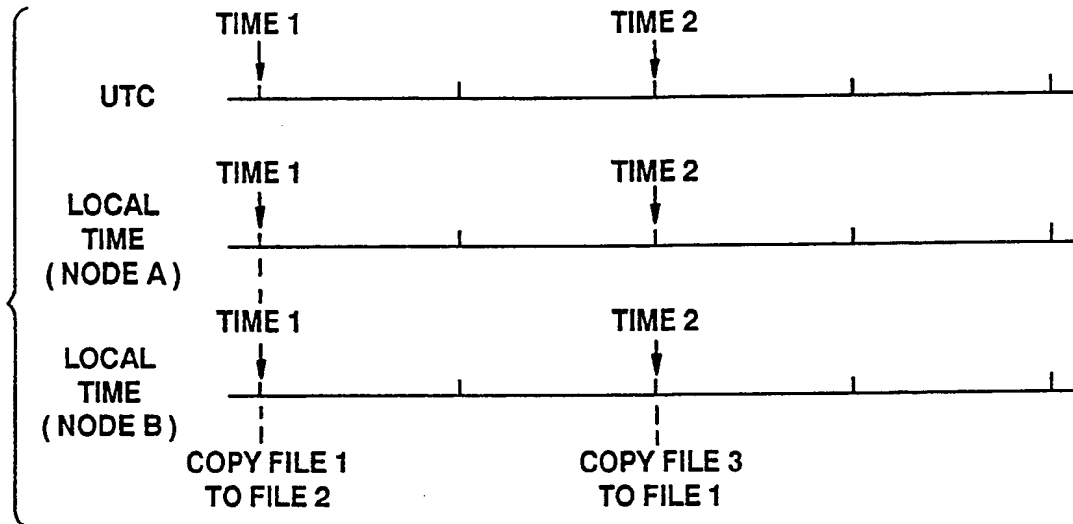 TIME 1
TIME 2
UTC
TIME 1
TIME 2
LOCAL
TIME
( NODE A )
TIME 1
TIME 2
LOCAL
TIME
( NODE B )
COPY FILE 1
TO FILE 2
COPY FILE 3
TO FILE 1